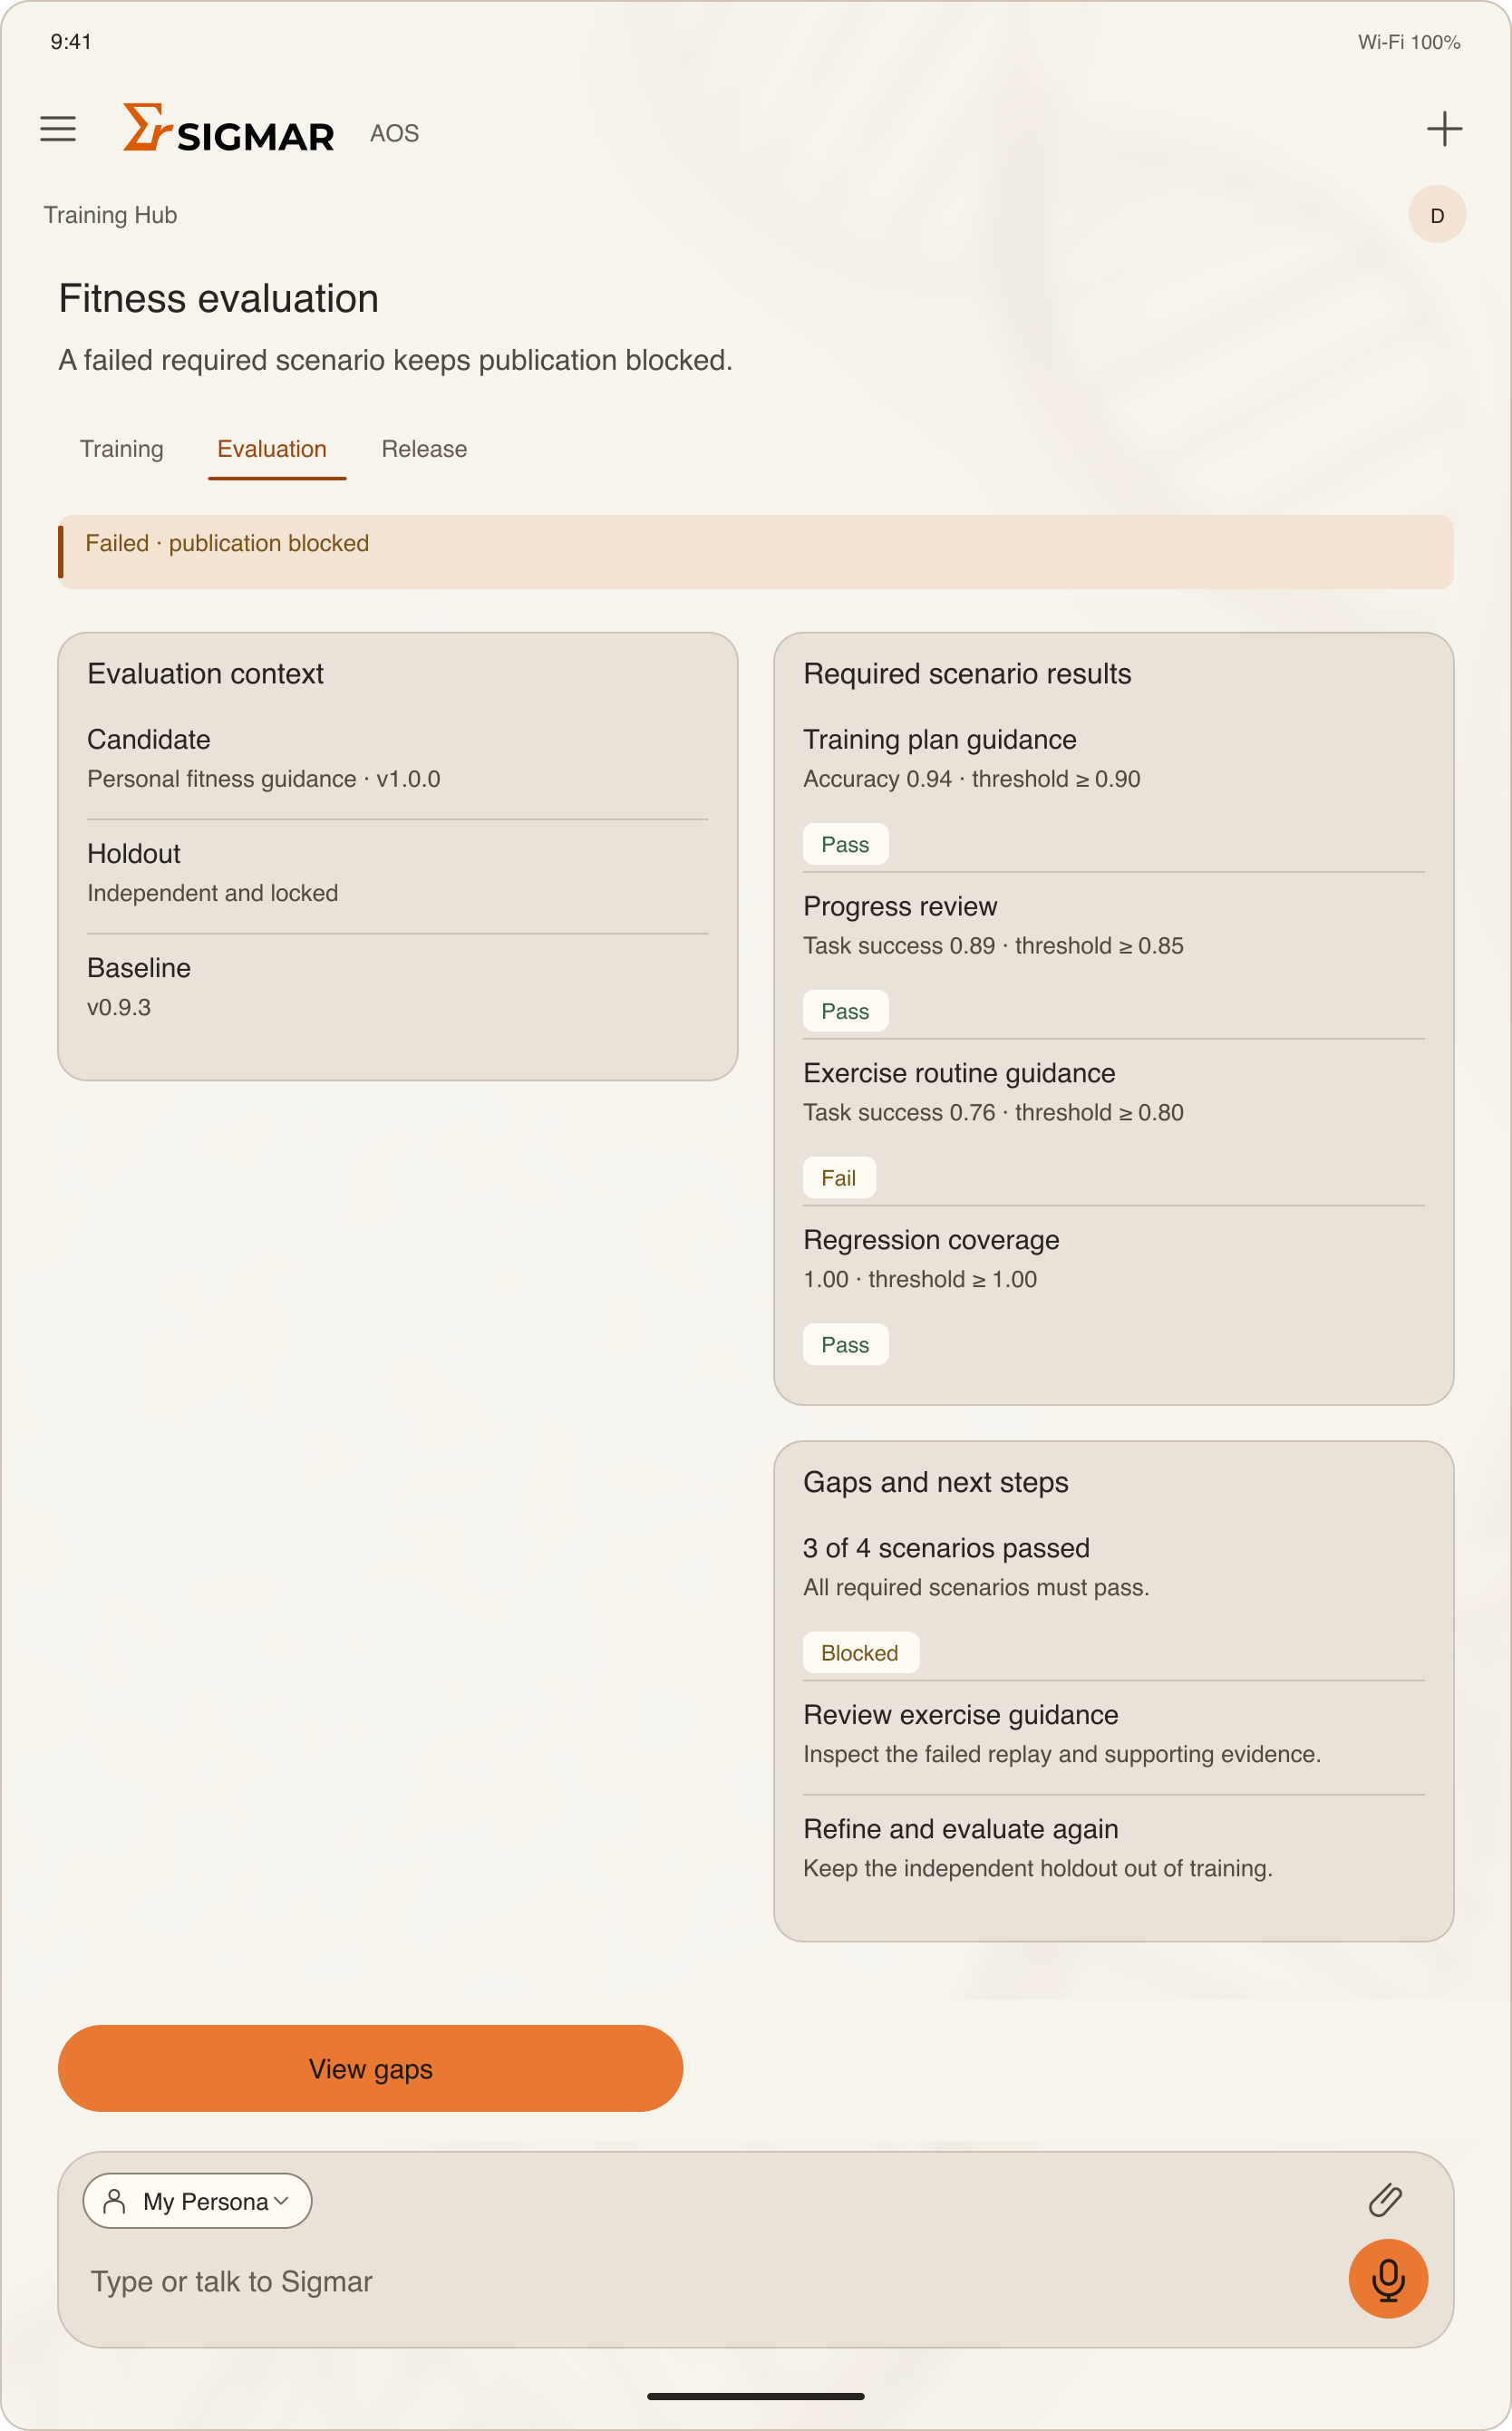 9:41
Wi-Fi 100%
Σr SIGMAR AOS
Training Hub
D
Fitness evaluation
A failed required scenario keeps publication blocked.
Training Evaluation Release
Failed · publication blocked
Evaluation context
Candidate
Personal fitness guidance · v1.0.0
Holdout
Independent and locked
Baseline
v0.9.3
Required scenario results
Training plan guidance
Accuracy 0.94 · threshold ≥ 0.90
Pass
Progress review
Task success 0.89 · threshold ≥ 0.85
Pass
Exercise routine guidance
Task success 0.76 · threshold ≥ 0.80
Fail
Regression coverage
1.00 · threshold ≥ 1.00
Pass
Gaps and next steps
3 of 4 scenarios passed
All required scenarios must pass.
Blocked
Review exercise guidance
Inspect the failed replay and supporting evidence.
Refine and evaluate again
Keep the independent holdout out of training.
View gaps
My Persona
Type or talk to Sigmar